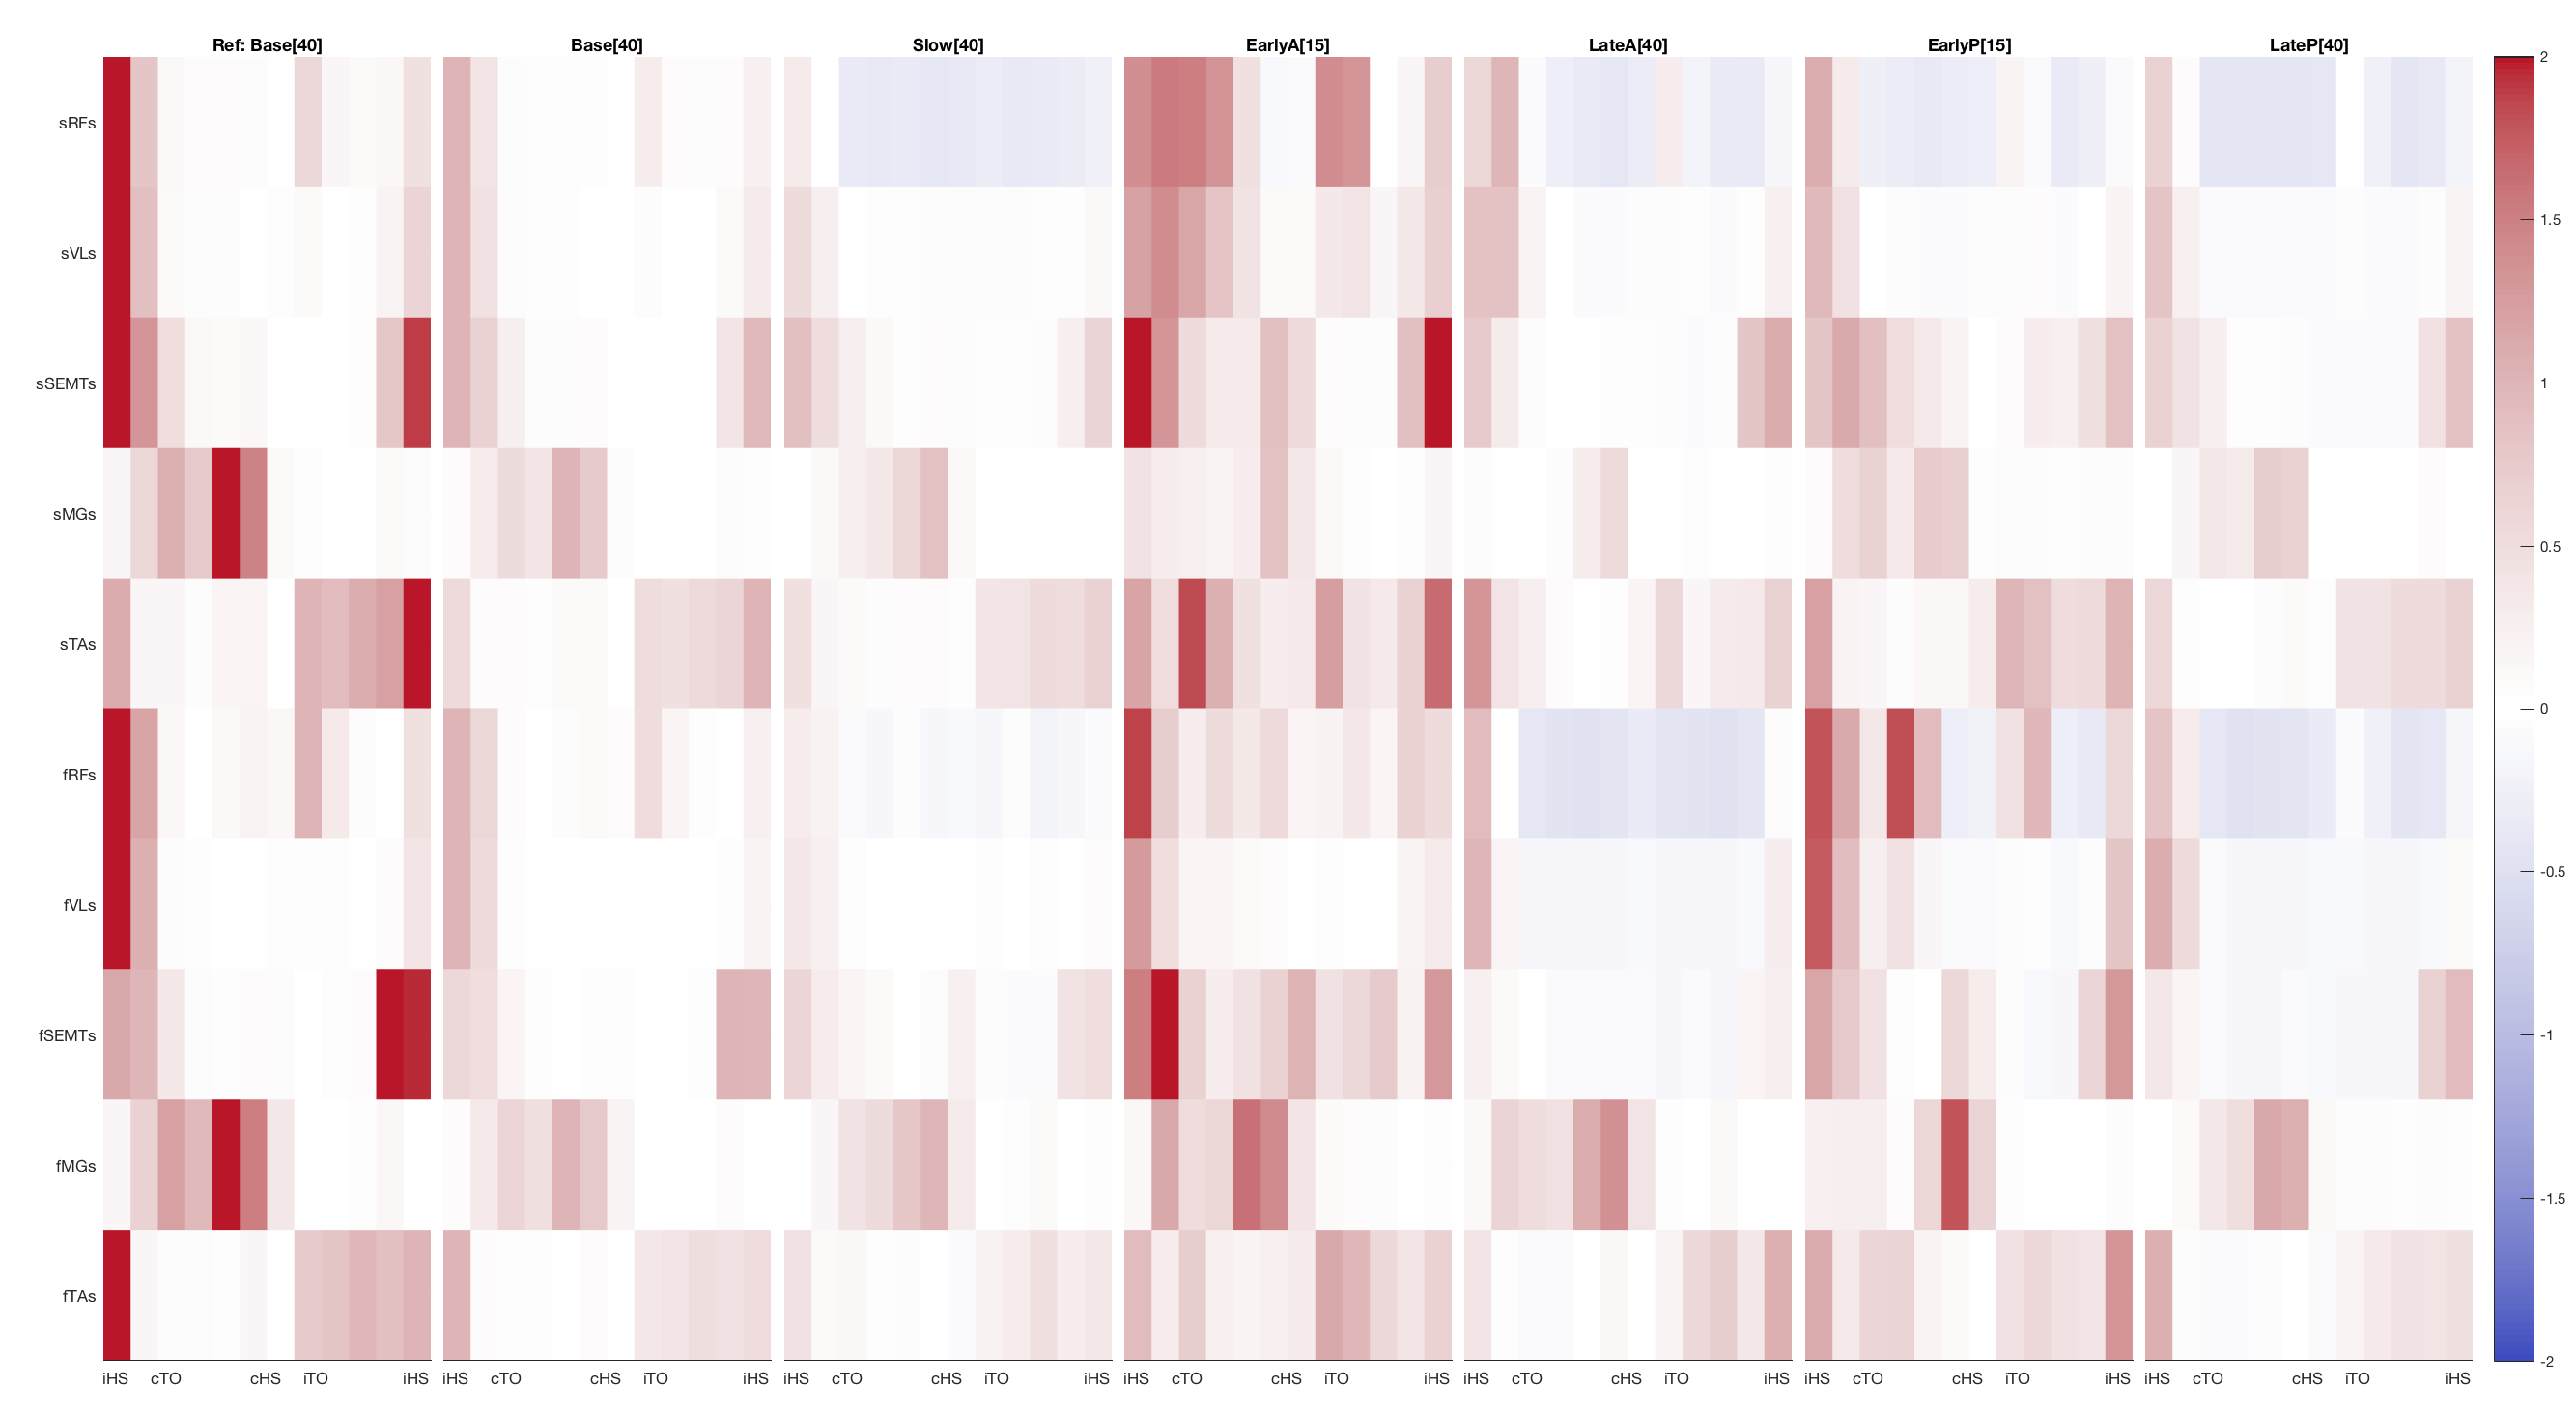 Ref: Base[40] Base[40] Slow[40] EarlyA[15] LateA[40] EarlyP[15] LateP[40]
2
sRFs
1.5
sVLs
sSEMTs
1
sMGs
0.5
sTAs
0
fRFs
-0.5
fVLs
fSEMTs
-1
fMGs
-1.5
fTAs
-2
iHS cTO cHS iTO iHS iHS cTO cHS iTO iHS iHS cTO cHS iTO iHS iHS cTO cHS iTO iHS iHS cTO cHS iTO iHS iHS cTO cHS iTO iHS iHS cTO cHS iTO iHS